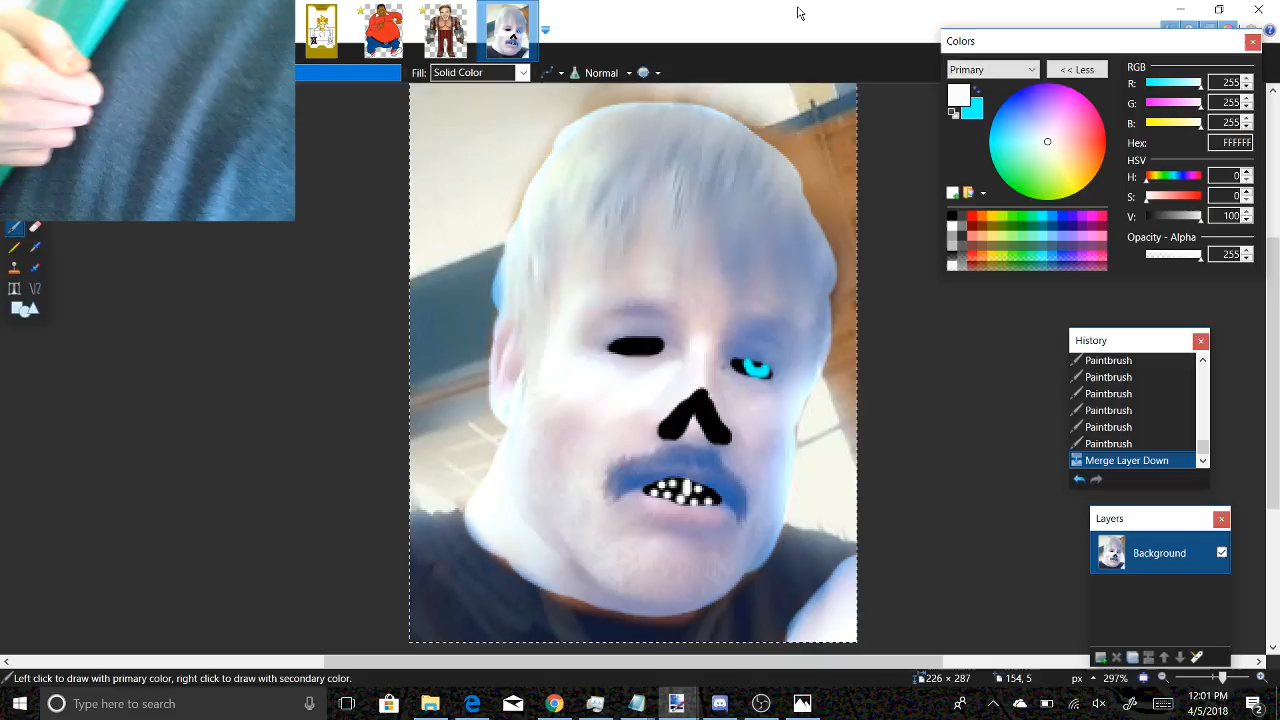 Colors
Primary
<< Less
RGB
R: 255
G: 255
B: 255
Hex: FFFFFF
HSV
H: 0
S: 0
V: 100
Opacity - Alpha
255
Fill: Solid Color
Normal
History
Paintbrush
Paintbrush
Paintbrush
Paintbrush
Paintbrush
Paintbrush
Merge Layer Down
Layers
Background
Left click to draw with primary color, right click to draw with secondary color.
226 × 287
154, 5
px
297%
Type here to search
12:01 PM
4/5/2018
2